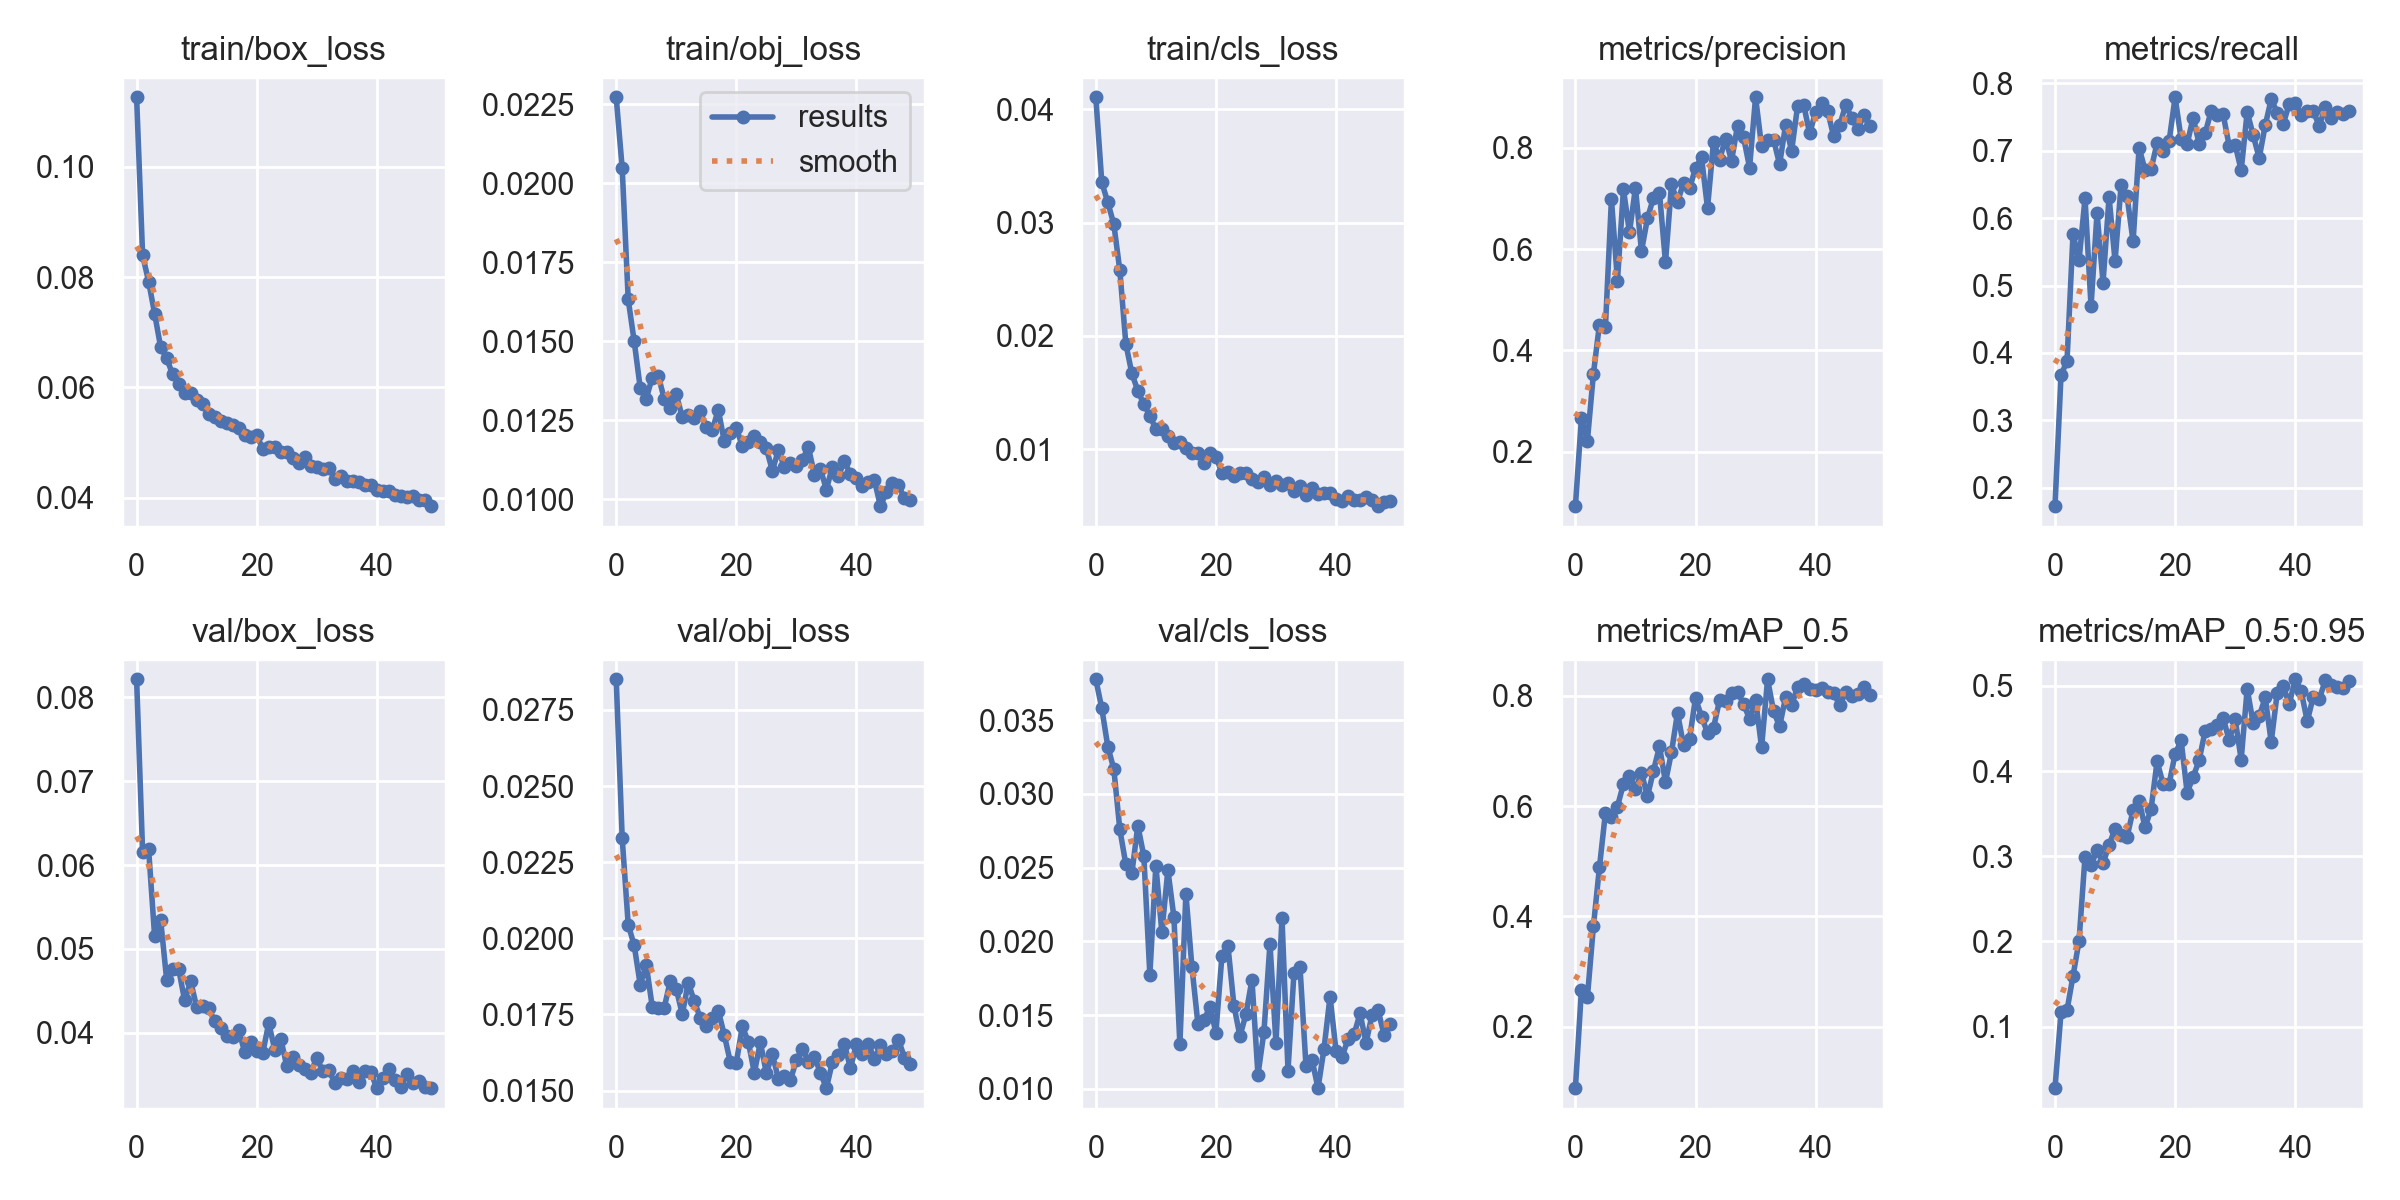 train/box_loss
0.10
0.08
0.06
0.04
0 20 40
train/obj_loss
results
smooth
0.0225
0.0200
0.0175
0.0150
0.0125
0.0100
0 20 40
train/cls_loss
0.04
0.03
0.02
0.01
0 20 40
metrics/precision
0.8
0.6
0.4
0.2
0 20 40
metrics/recall
0.8
0.7
0.6
0.5
0.4
0.3
0.2
0 20 40
val/box_loss
0.08
0.07
0.06
0.05
0.04
0 20 40
val/obj_loss
0.0275
0.0250
0.0225
0.0200
0.0175
0.0150
0 20 40
val/cls_loss
0.035
0.030
0.025
0.020
0.015
0.010
0 20 40
metrics/mAP_0.5
0.8
0.6
0.4
0.2
0 20 40
metrics/mAP_0.5:0.95
0.5
0.4
0.3
0.2
0.1
0 20 40